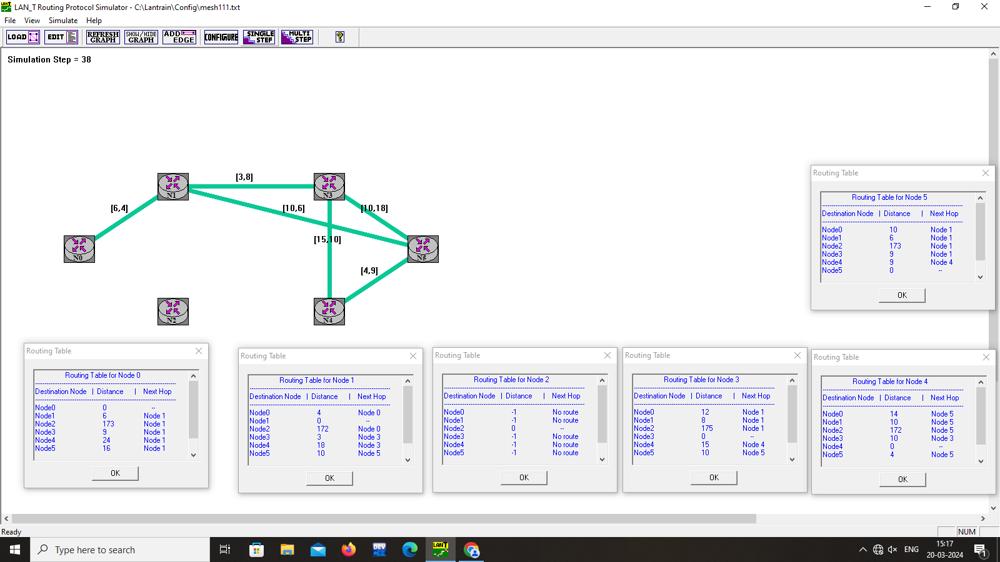 LAN_T Routing Protocol Simulator - C:\Lantrain\Config\mesh111.txt
File View Simulate Help
LOAD EDIT REFRESH GRAPH SHOW/HIDE GRAPH ADD EDGE CONFIGURE SINGLE STEP MULTI STEP ?
Simulation Step = 38
[3,8]
N1
N3
[6,4]
[10,6]
[10,18]
[15,10]
N0
N5
[4,9]
N2
N4
Routing Table
Routing Table for Node 5
Destination Node | Distance | Next Hop
Node0 10 Node 1
Node1 6 Node 1
Node2 173 Node 1
Node3 9 Node 1
Node4 9 Node 4
Node5 0 --
OK
Routing Table
Routing Table for Node 0
Destination Node | Distance | Next Hop
Node0 0 --
Node1 6 Node 1
Node2 173 Node 1
Node3 9 Node 1
Node4 24 Node 1
Node5 16 Node 1
OK
Routing Table
Routing Table for Node 1
Destination Node | Distance | Next Hop
Node0 4 Node 0
Node1 0 --
Node2 172 Node 0
Node3 3 Node 3
Node4 18 Node 3
Node5 10 Node 5
OK
Routing Table
Routing Table for Node 2
Destination Node | Distance | Next Hop
Node0 -1 No route
Node1 -1 No route
Node2 0 --
Node3 -1 No route
Node4 -1 No route
Node5 -1 No route
OK
Routing Table
Routing Table for Node 3
Destination Node | Distance | Next Hop
Node0 12 Node 1
Node1 8 Node 1
Node2 175 Node 1
Node3 0 --
Node4 15 Node 4
Node5 10 Node 5
OK
Routing Table
Routing Table for Node 4
Destination Node | Distance | Next Hop
Node0 14 Node 5
Node1 10 Node 5
Node2 172 Node 5
Node3 10 Node 3
Node4 0 --
Node5 4 Node 5
OK
Ready
NUM
Type here to search
DEV
LANT
ENG
15:17
20-03-2024
1